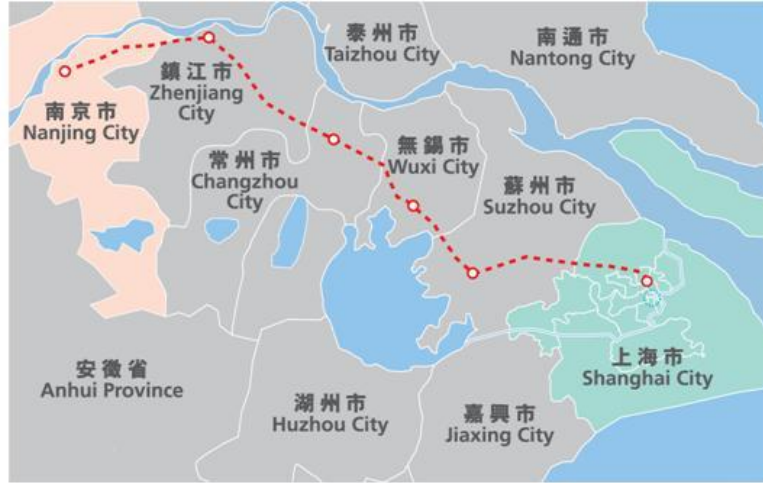 泰州市
Taizhou City
南通市
Nantong City
鎮江市
Zhenjiang
City
南京市
Nanjing City
無錫市
Wuxi City
常州市
Changzhou
City
蘇州市
Suzhou City
安徽省
Anhui Province
上海市
Shanghai City
湖州市
Huzhou City
嘉興市
Jiaxing City